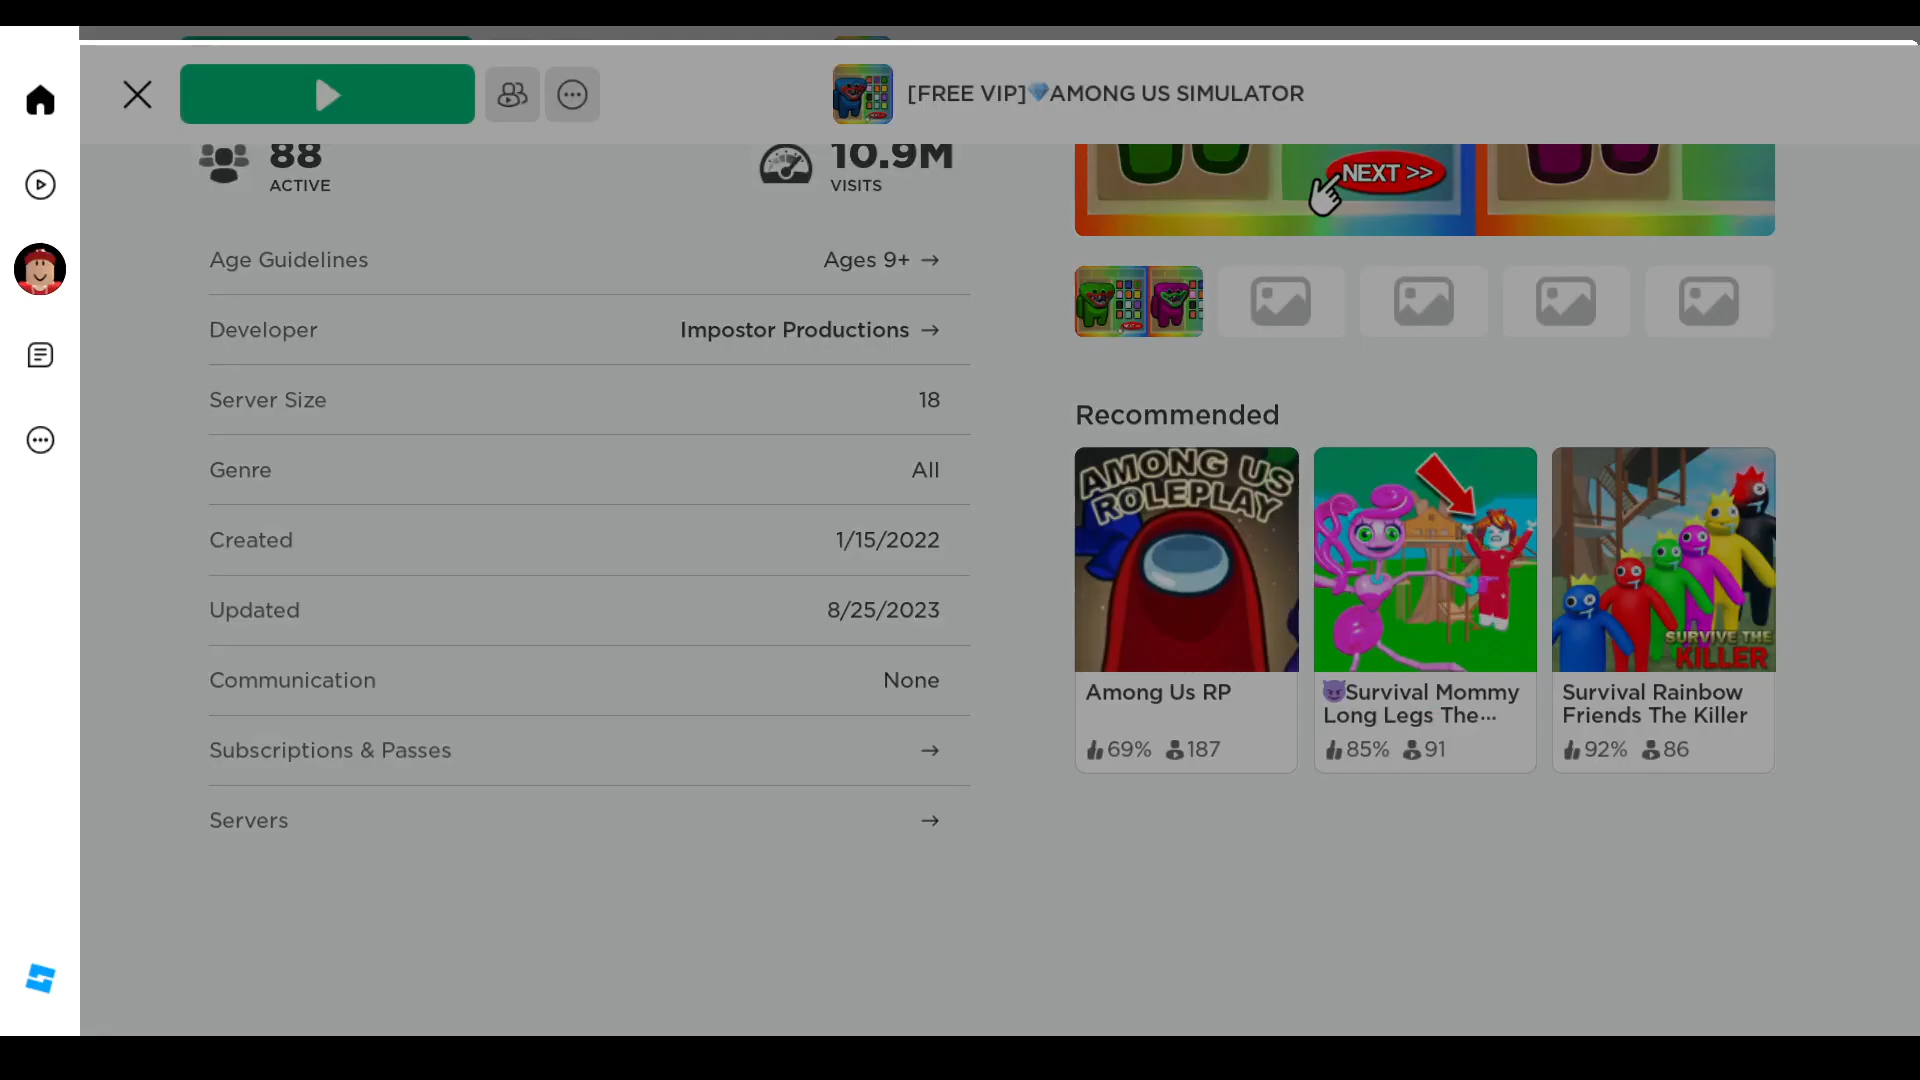 [FREE VIP]💎AMONG US SIMULATOR
88
ACTIVE
10.9M
VISITS
Age Guidelines
Ages 9+ →
Developer
Impostor Productions →
Server Size
18
Genre
All
Created
1/15/2022
Updated
8/25/2023
Communication
None
Subscriptions & Passes →
Servers →
NEXT >>
Recommended
AMONG US
ROLEPLAY
Among Us RP
69% 187
😈Survival Mommy
Long Legs The...
85% 91
SURVIVE THE
KILLER
Survival Rainbow
Friends The Killer
92% 86